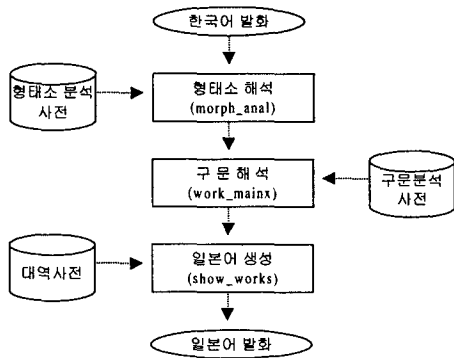 한국어 발화
형태소 분석
사전
형태소 해석
(morph_anal)
구 문 해석
(work_mainx)
구문분석
사전
대역사전
일본어 생성
(show_works)
일본어 발화